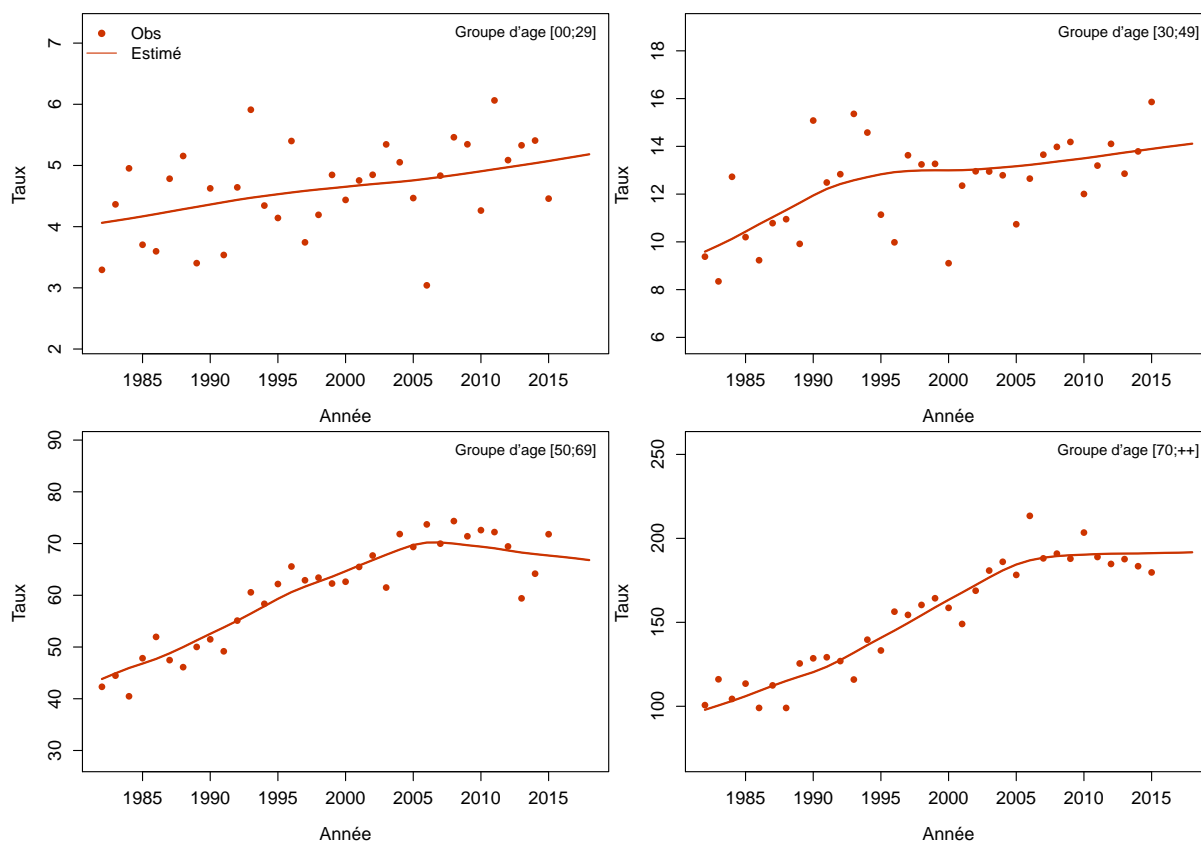 Groupe d'age [00;29]
Obs
Estimé
Taux
7
6
5
4
3
2
1985 1990 1995 2000 2005 2010 2015
Année
Groupe d'age [30;49]
Taux
18
16
14
12
10
8
6
1985 1990 1995 2000 2005 2010 2015
Année
Groupe d'age [50;69]
Taux
90
80
70
60
50
40
30
1985 1990 1995 2000 2005 2010 2015
Année
Groupe d'age [70;++]
Taux
250
200
150
100
1985 1990 1995 2000 2005 2010 2015
Année